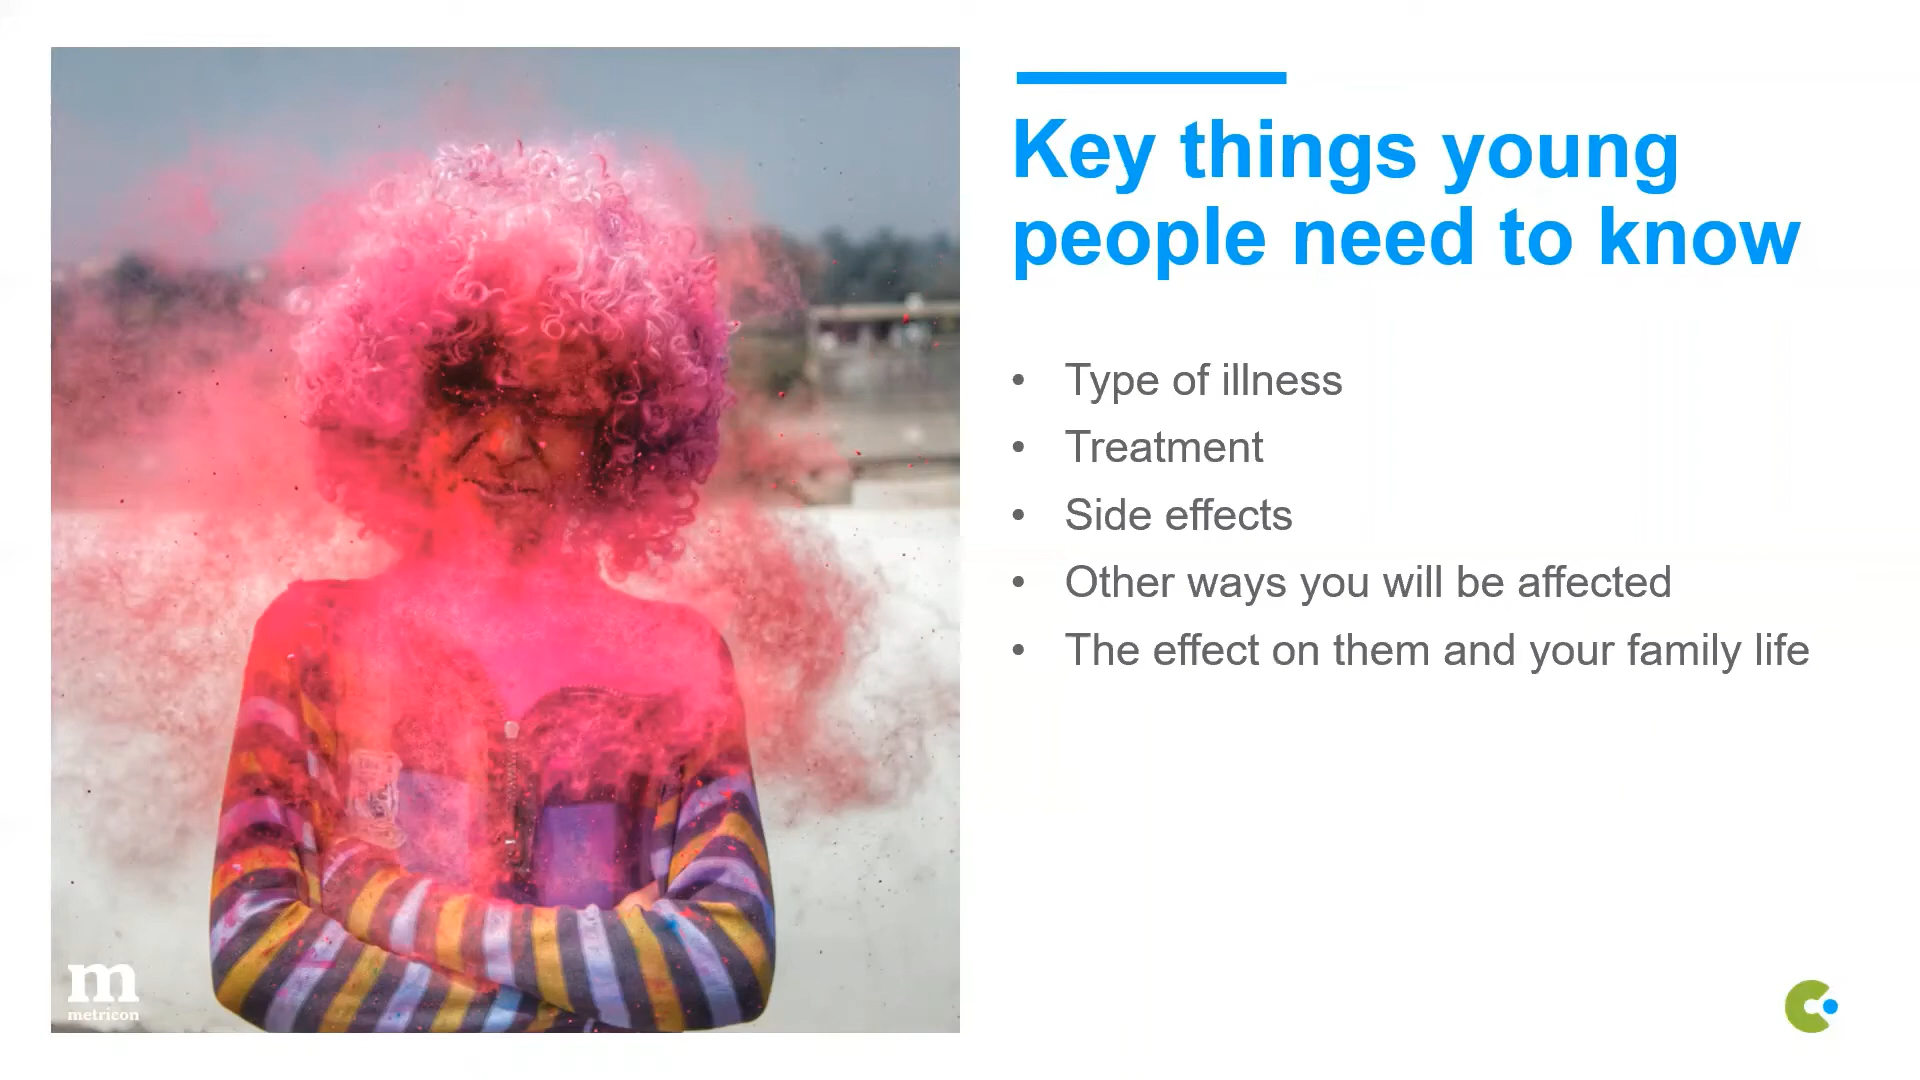 Key things young
people need to know
• Type of illness
• Treatment
• Side effects
• Other ways you will be affected
• The effect on them and your family life
m
metricon